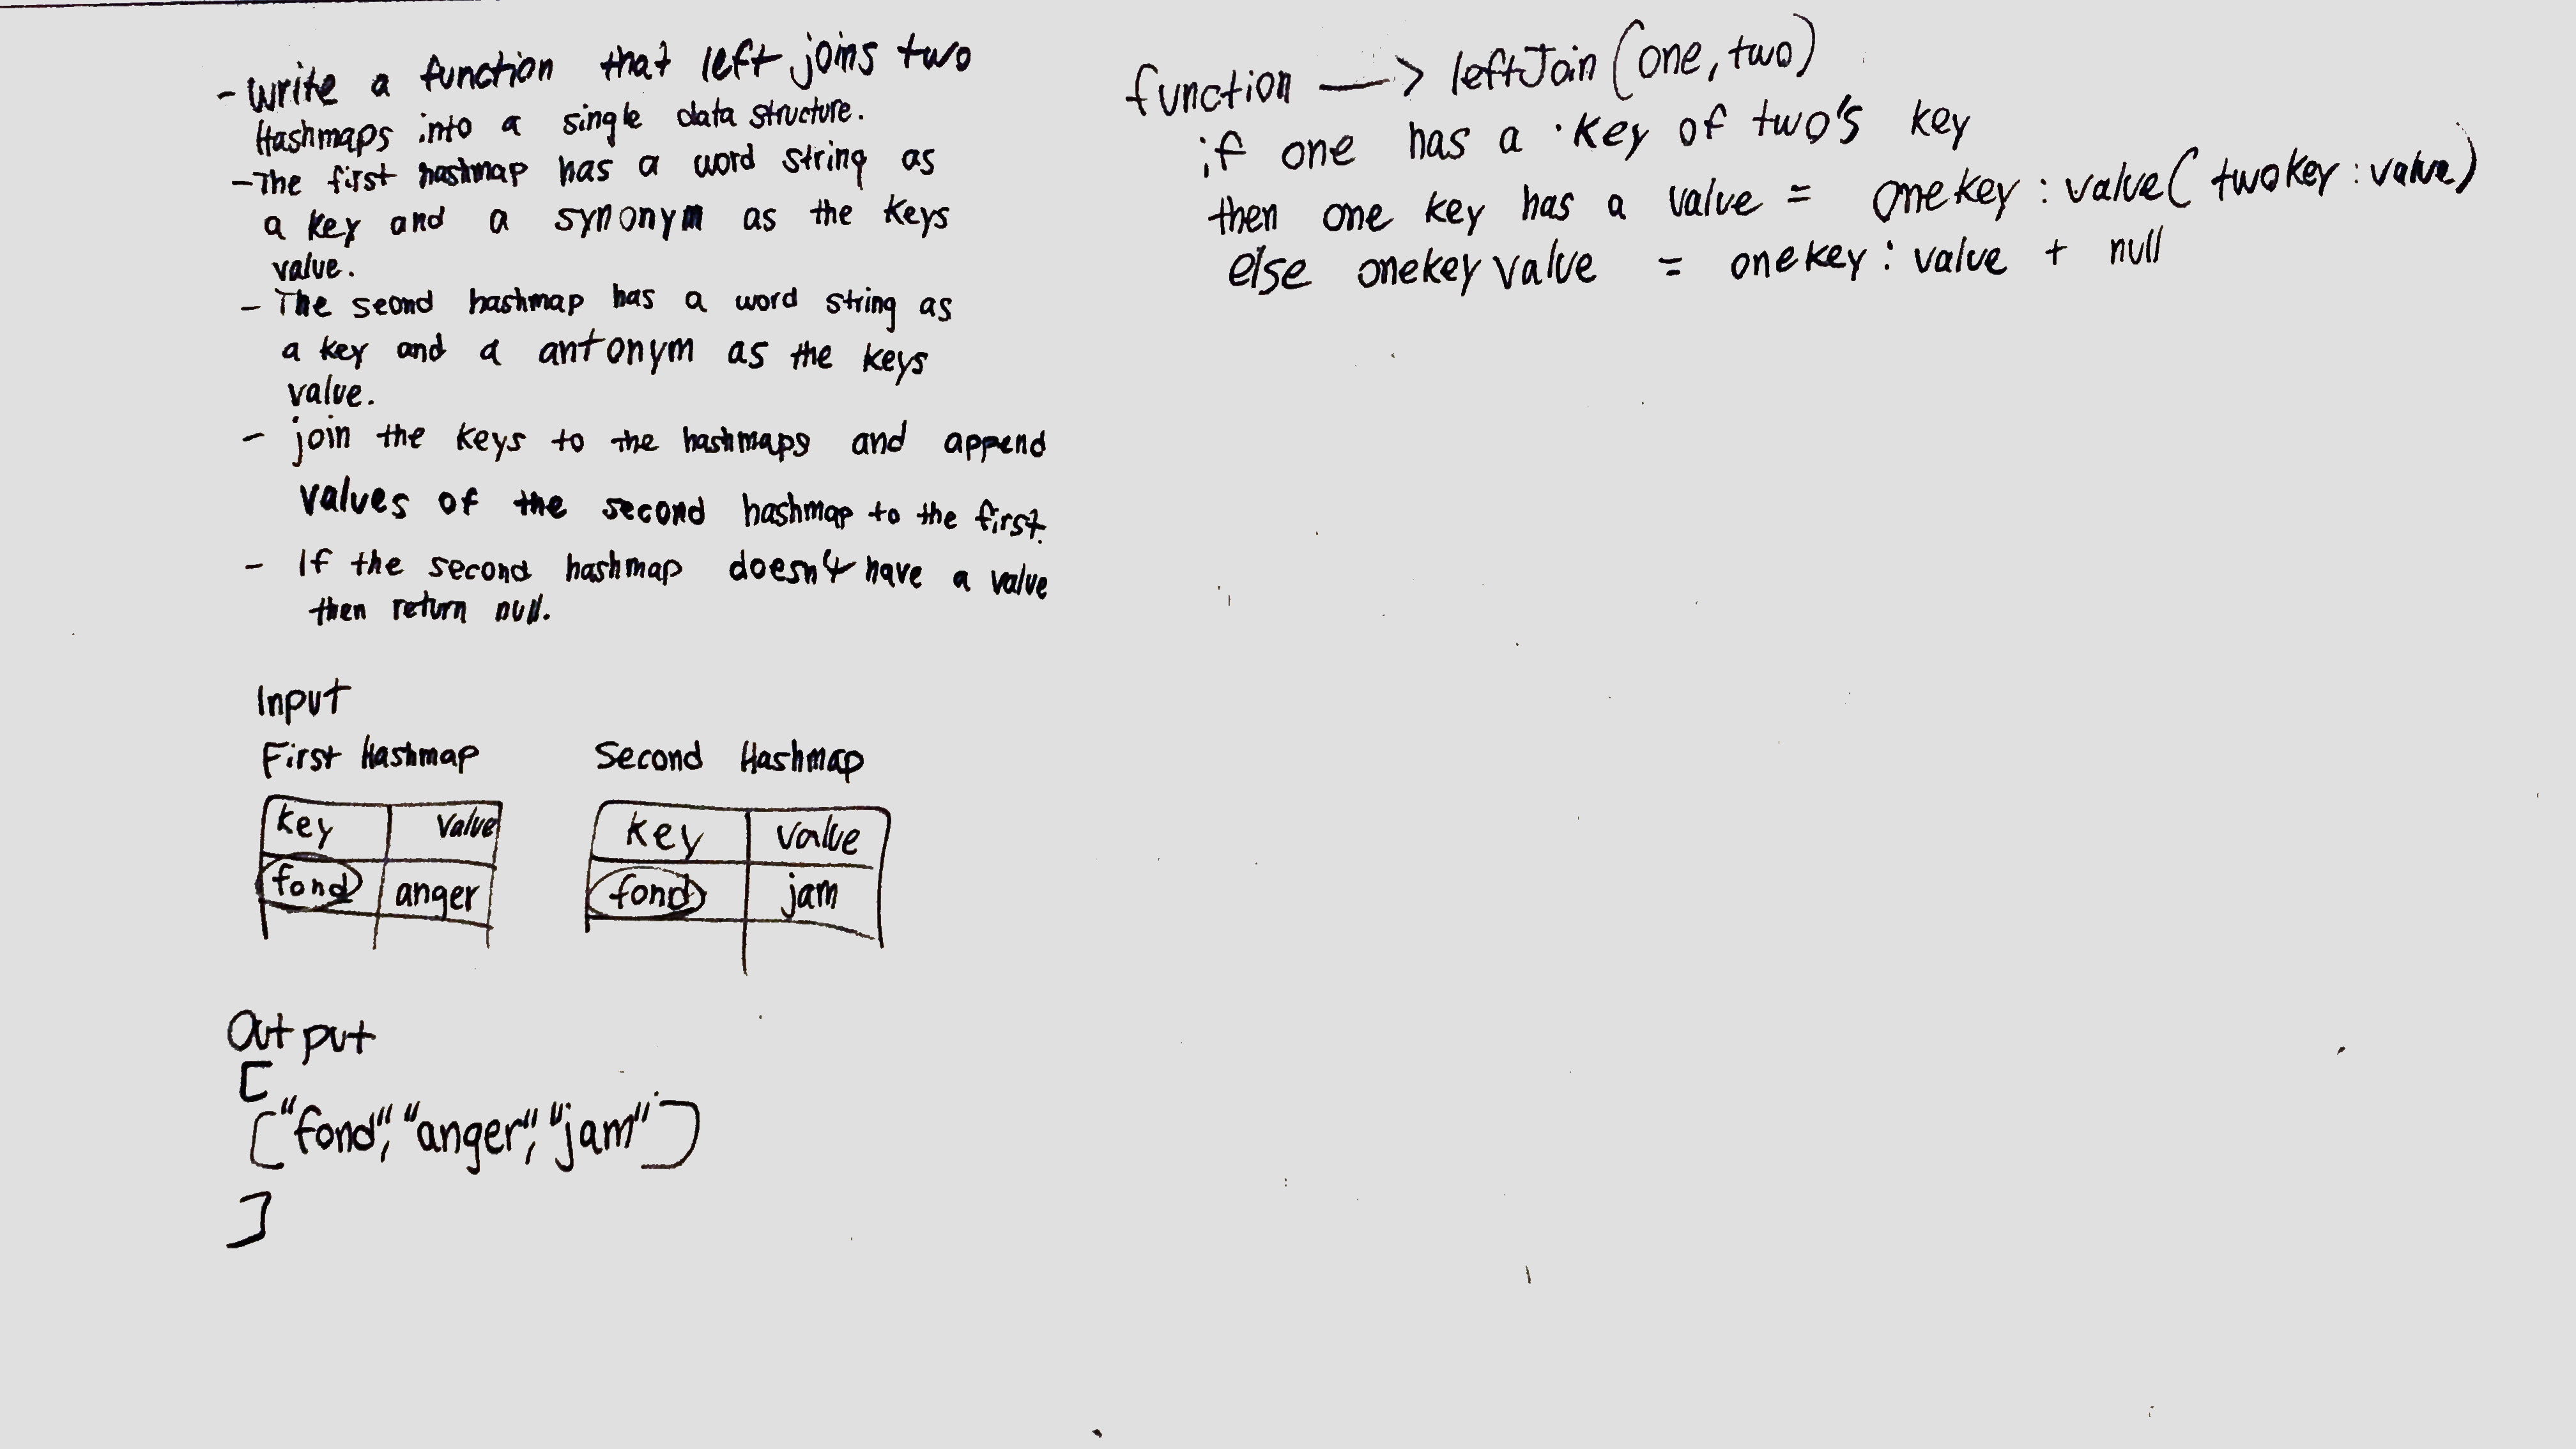 - Write a function that left joins two
Hashmaps into a single data structure.
- The first hashmap has a word string as
a key and a synonym as the keys
value.
- The seond hashmap has a word string as
a key and a antonym as the keys
value.
- join the keys to the hashmaps and append
values of the second hashmap to the first.
- If the second hashmap doesn't have a value
then return null.
Input
First Hashmap Second Hashmap
key Value key value
fond anger fond jam
Output
[
["fond", "anger", "jam"]
]
function —> leftJoin (one, two)
if one has a key of two's key
then one key has a value = onekey : value ( twokey : value)
else onekey value = onekey : value + null